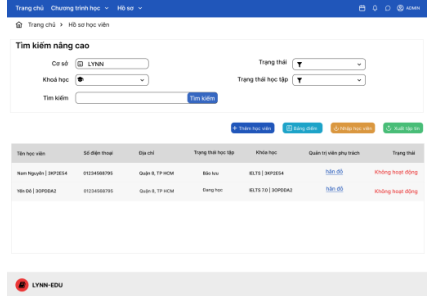 Trang chủ Chương trình học Hồ sơ ADMIN
Trang chủ > Hồ sơ học viên
Tìm kiếm nâng cao
Cơ sở LYNN Trạng thái
Khoá học Trạng thái học tập
Tìm kiếm Tìm kiếm
+ Thêm học viên Bảng điểm Nhập học viên Xuất tập tin
Tên học viên Số điện thoại Địa chỉ Trạng thái học tập Khóa học Quản trị viên phụ trách Trạng thái
Nam Nguyễn | 3KP2ES4 01234588795 Quận 8, TP HCM Bảo lưu IELTS | 3KP2ES4 hân đỗ Không hoạt động
Yến Đỗ | 3OPDDA2 01234588795 Quận 8, TP HCM Đang học IELTS 7.0 | 3OPDDA2 hân đỗ Không hoạt động
LYNN-EDU